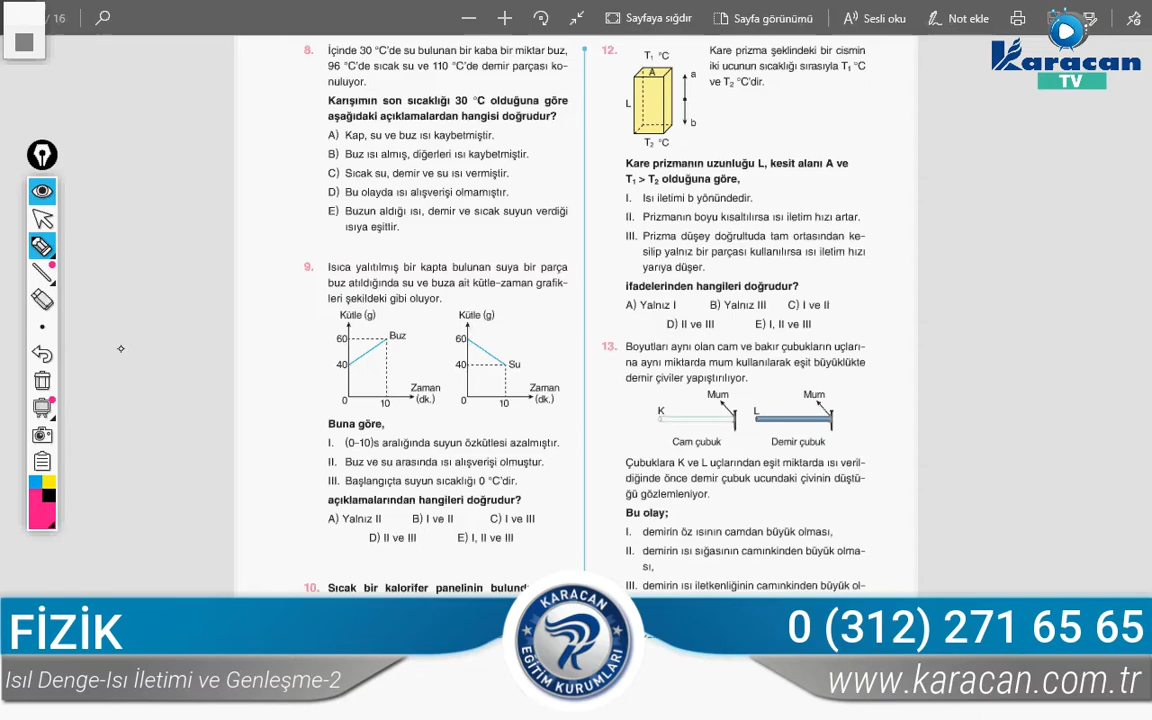 / 16
Sayfaya sığdır
Sayfa görünümü
Sesli oku
Not ekle
Karacan
TV
8. İçinde 30 °C'de su bulunan bir kaba bir miktar buz,
96 °C'de sıcak su ve 110 °C'de demir parçası ko-
nuluyor.
Karışımın son sıcaklığı 30 °C olduğuna göre
aşağıdaki açıklamalardan hangisi doğrudur?
A) Kap, su ve buz ısı kaybetmiştir.
B) Buz ısı almış, diğerleri ısı kaybetmiştir.
C) Sıcak su, demir ve su ısı vermiştir.
D) Bu olayda ısı alışverişi olmamıştır.
E) Buzun aldığı ısı, demir ve sıcak suyun verdiği
ısıya eşittir.
9. Isıca yalıtılmış bir kapta bulunan suya bir parça
buz atıldığında su ve buza ait kütle-zaman grafik-
leri şekildeki gibi oluyor.
Kütle (g)
60
40
0
10
Buz
Zaman
(dk.)
Kütle (g)
60
40
0
10
Su
Zaman
(dk.)
Buna göre,
I. (0–10)s aralığında suyun özkütlesi azalmıştır.
II. Buz ve su arasında ısı alışverişi olmuştur.
III. Başlangıçta suyun sıcaklığı 0 °C'dir.
açıklamalarından hangileri doğrudur?
A) Yalnız II B) I ve II C) I ve III
D) II ve III E) I, II ve III
10. Sıcak bir kalorifer panelinin bulund
12. Kare prizma şeklindeki bir cismin
iki ucunun sıcaklığı sırasıyla T₁ °C
ve T₂ °C'dir.
T₁ °C
A
a
L
b
T₂ °C
Kare prizmanın uzunluğu L, kesit alanı A ve
T₁ > T₂ olduğuna göre,
I. Isı iletimi b yönündedir.
II. Prizmanın boyu kısaltılırsa ısı iletim hızı artar.
III. Prizma düşey doğrultuda tam ortasından ke-
silip yalnız bir parçası kullanılırsa ısı iletim hızı
yarıya düşer.
ifadelerinden hangileri doğrudur?
A) Yalnız I B) Yalnız III C) I ve II
D) II ve III E) I, II ve III
13. Boyutları aynı olan cam ve bakır çubukların uçları-
na aynı miktarda mum kullanılarak eşit büyüklükte
demir çiviler yapıştırılıyor.
Mum
K
Cam çubuk
Mum
L
Demir çubuk
Çubuklara K ve L uçlarından eşit miktarda ısı veril-
diğinde önce demir çubuk ucundaki çivinin düştü-
ğü gözlemleniyor.
Bu olay;
I. demirin öz ısının camdan büyük olması,
II. demirin ısı sığasının camınkinden büyük olma-
sı,
III. demirin ısı iletkenliğinin camınkinden büyük ol-
FİZİK
Isıl Denge-Isı İletimi ve Genleşme-2
KARACAN
EĞİTİM KURUMLARI
0 (312) 271 65 65
www.karacan.com.tr